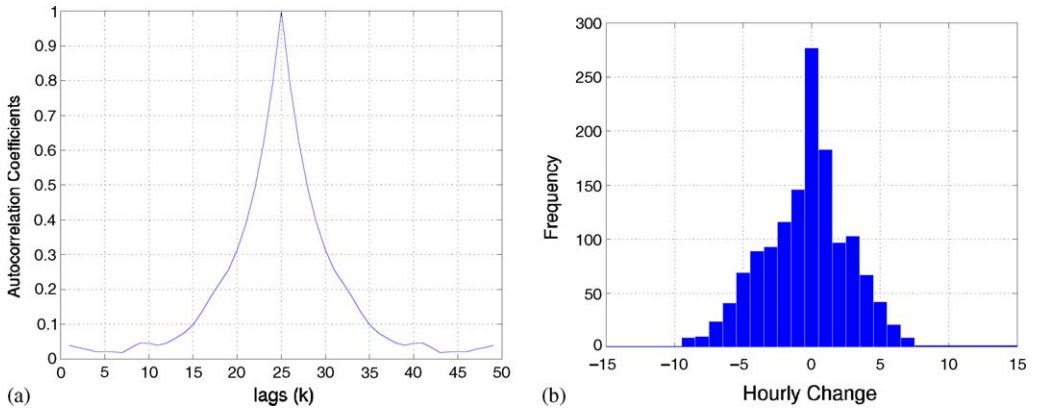 1
0.9
0.8
0.7
0.6
0.5
0.4
0.3
0.2
0.1
0
Autocorrelation Coefficients
0 5 10 15 20 25 30 35 40 45 50
lags (k)
(a)
300
250
200
150
100
50
0
Frequency
−15 −10 −5 0 5 10 15
Hourly Change
(b)